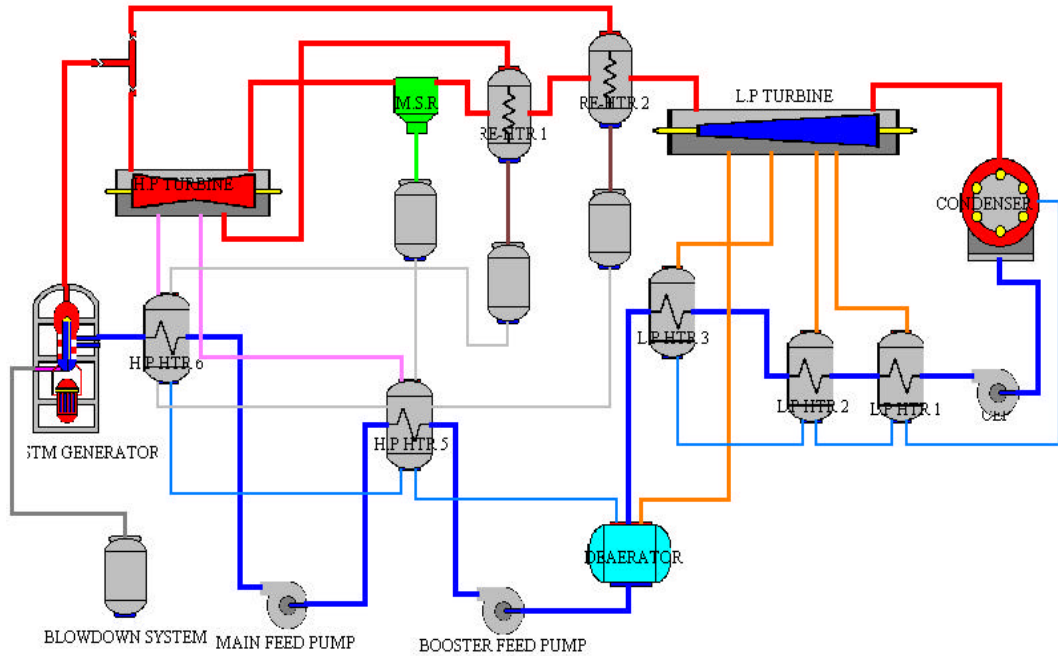 L.P TURBINE
M.S.R
RE-HTR 2
RE-HTR 1
H.P TURBINE
CONDENSER
L.P HTR 3
H.P HTR 6
L.P HTR 2
L.P HTR 1
H.P HTR 5
STM GENERATOR
DEAERATOR
BLOWDOWN SYSTEM
MAIN FEED PUMP
BOOSTER FEED PUMP